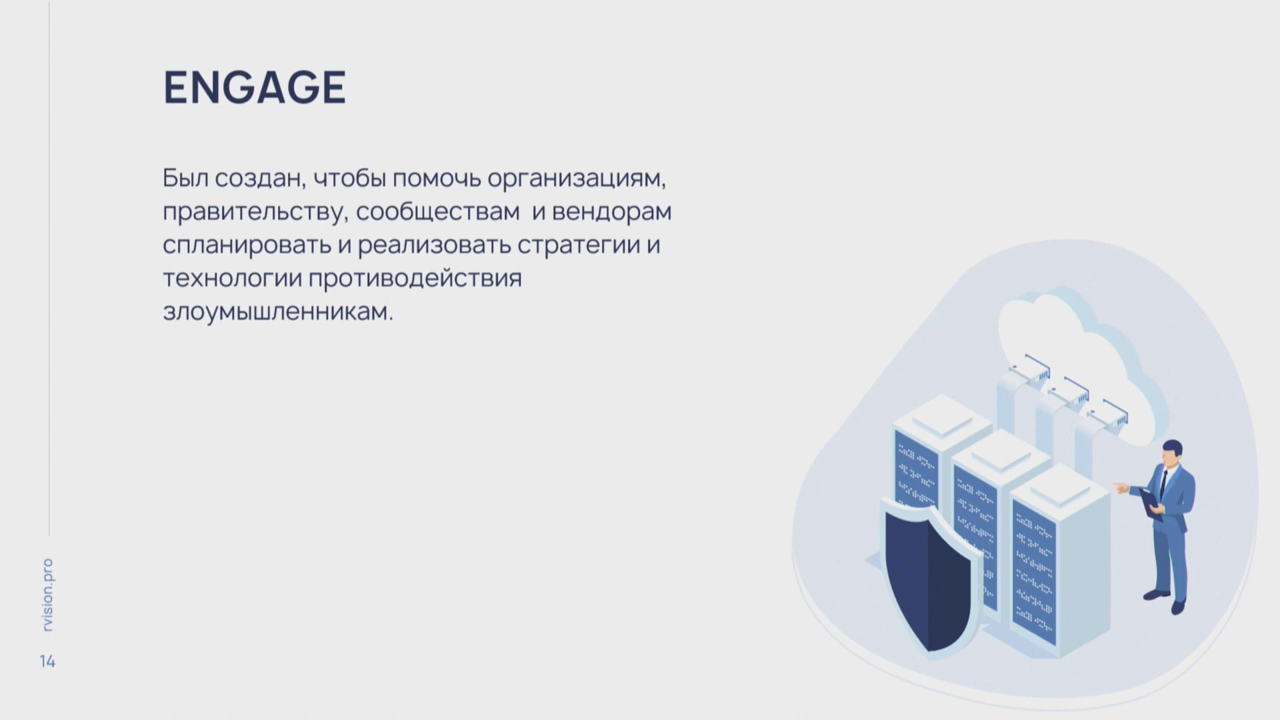 ENGAGE
Был создан, чтобы помочь организациям,
правительству, сообществам  и вендорам
спланировать и реализовать стратегии и
технологии противодействия
злоумышленникам.
rvision.pro
14